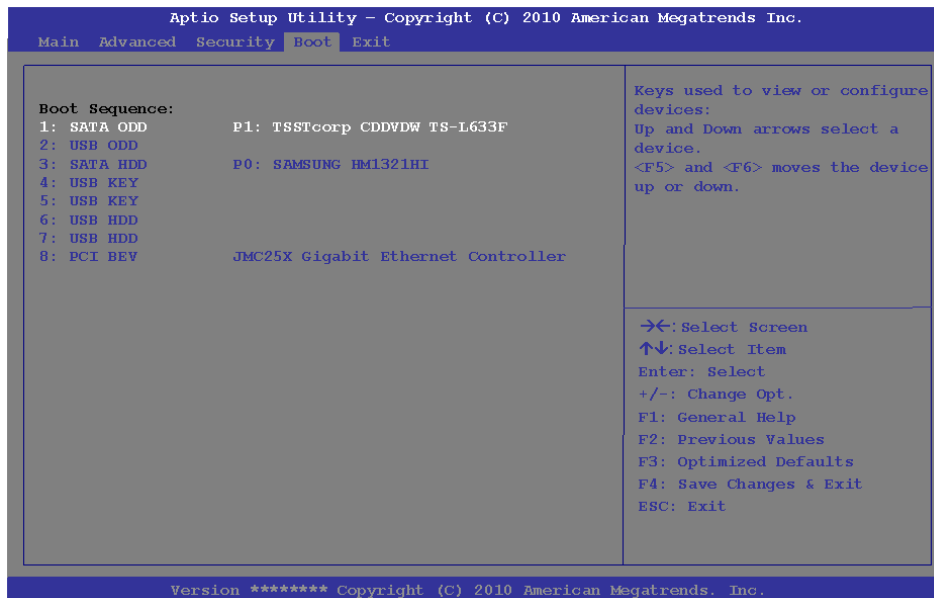 Aptio Setup Utility – Copyright (C) 2010 American Megatrends Inc.
Main Advanced Security Boot Exit
Boot Sequence:
1: SATA ODD P1: TSSTcorp CDDVDW TS-L633F
2: USB ODD
3: SATA HDD P0: SAMSUNG HM1321HI
4: USB KEY
5: USB KEY
6: USB HDD
7: USB HDD
8: PCI BEV JMC25X Gigabit Ethernet Controller
Keys used to view or configure
devices:
Up and Down arrows select a
device.
<F5> and <F6> moves the device
up or down.
→←: Select Screen
↑↓: Select Item
Enter: Select
+/-: Change Opt.
F1: General Help
F2: Previous Values
F3: Optimized Defaults
F4: Save Changes & Exit
ESC: Exit
Version ******** Copyright (C) 2010 American Megatrends. Inc.